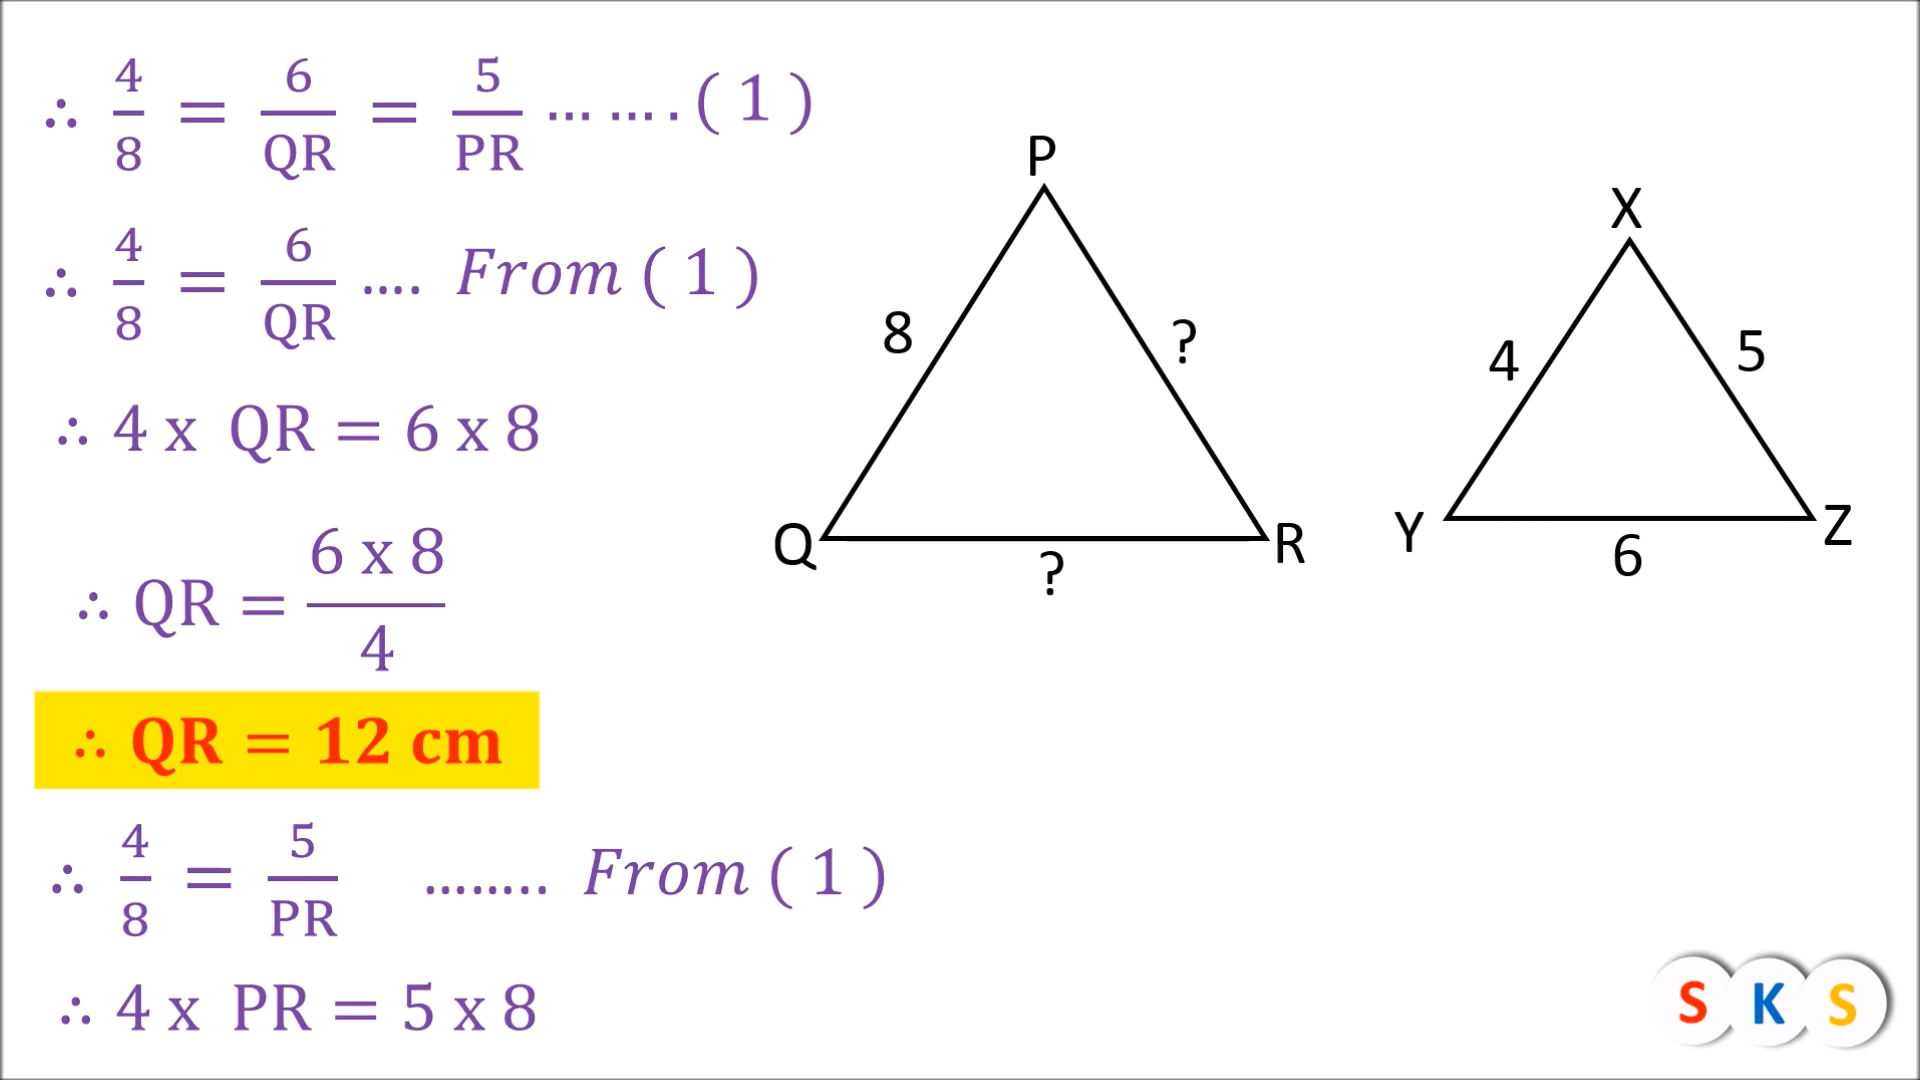 ∴ 4/8 = 6/QR = 5/PR ... ... . ( 1 )
∴ 4/8 = 6/QR .... From ( 1 )
∴ 4 x QR = 6 x 8
∴ QR = 6 x 8 / 4
∴ QR = 12 cm
∴ 4/8 = 5/PR ........ From ( 1 )
∴ 4 x PR = 5 x 8
P
8
?
Q
R
?
X
4
5
Y
Z
6
S K S